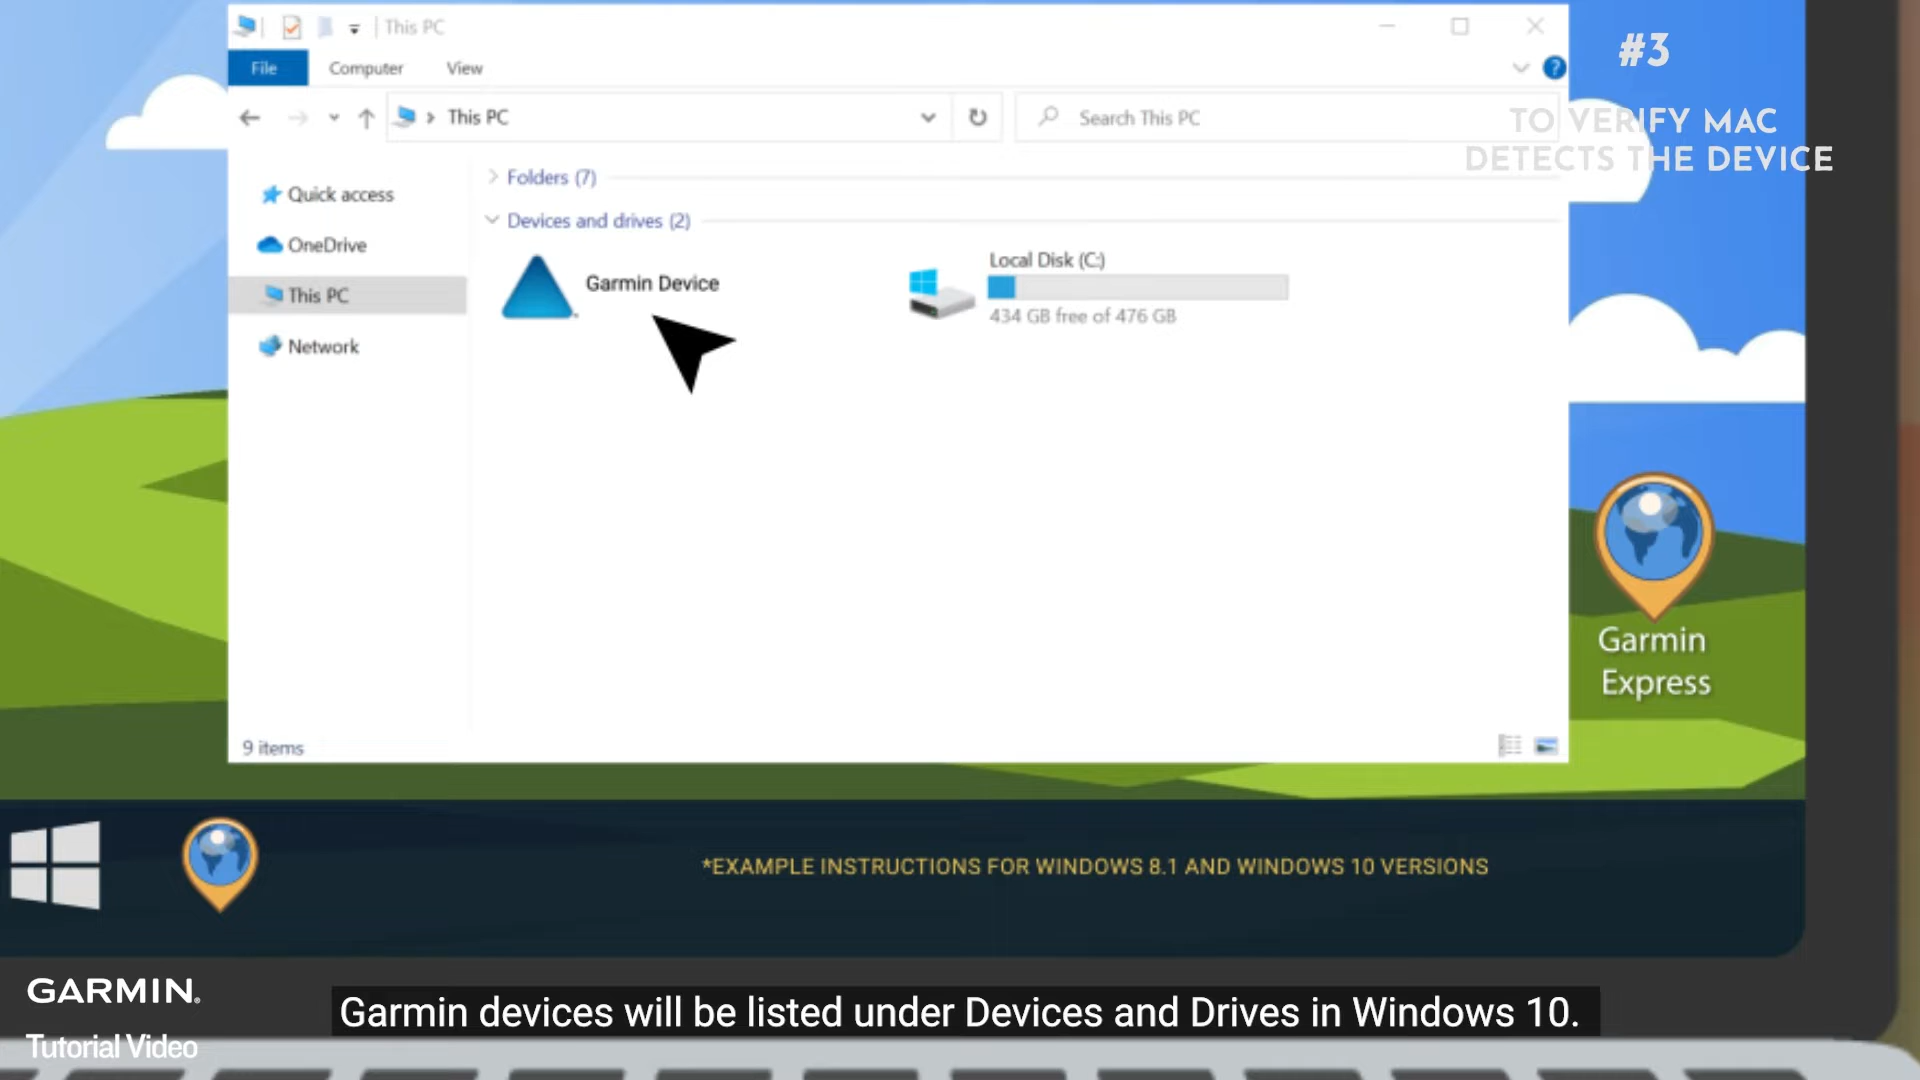 This PC
File
Computer
View
#3
This PC
Search This PC
TO VERIFY MAC
DETECTS THE DEVICE
Quick access
OneDrive
This PC
Network
Folders (7)
Devices and drives (2)
Garmin Device
Local Disk (C:)
434 GB free of 476 GB
9 items
Garmin
Express
*EXAMPLE INSTRUCTIONS FOR WINDOWS 8.1 AND WINDOWS 10 VERSIONS
GARMIN®
Tutorial Video
Garmin devices will be listed under Devices and Drives in Windows 10.